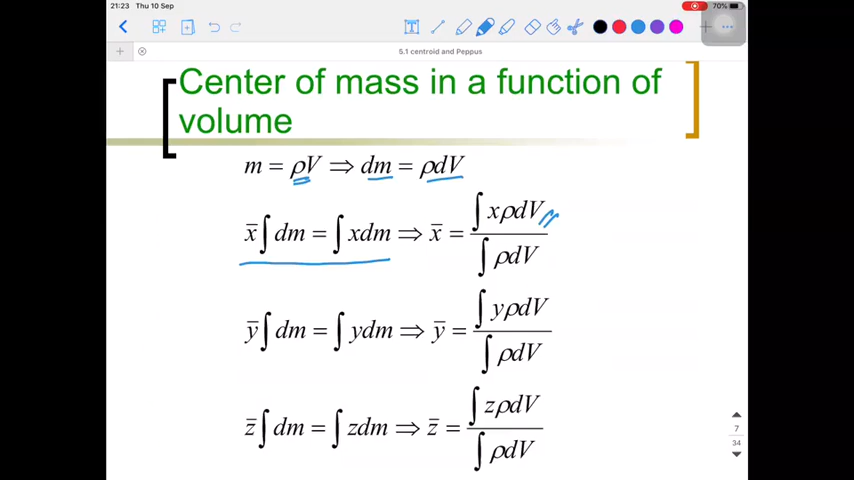 21:23 Thu 10 Sep 70%
5.1 centroid and Peppus
Center of mass in a function of
volume
m = ρV ⇒ dm = ρdV
x̄∫dm = ∫xdm ⇒ x̄ = ∫xρdV / ∫ρdV
ȳ∫dm = ∫ydm ⇒ ȳ = ∫yρdV / ∫ρdV
z̄∫dm = ∫zdm ⇒ z̄ = ∫zρdV / ∫ρdV
7
34